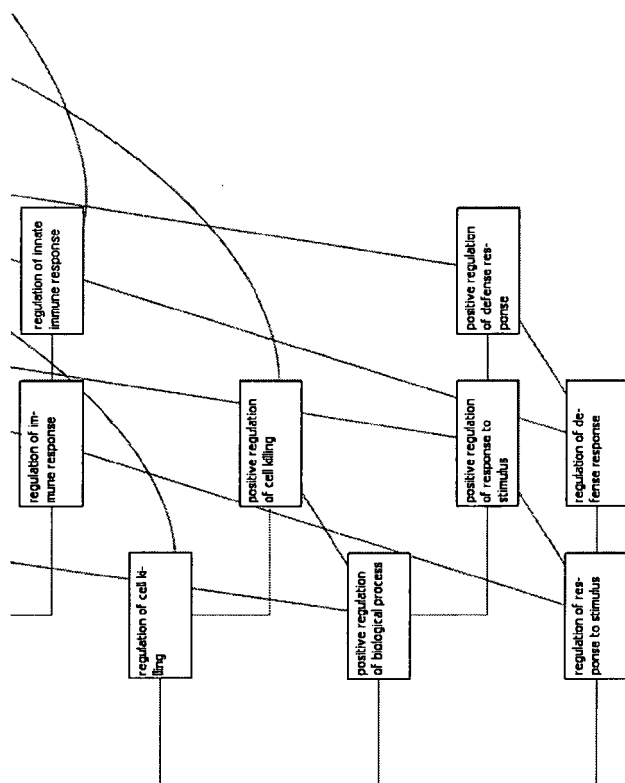 regulation of innate
immune response
regulation of im-
mune response
regulation of cell ki-
lling
positive regulation
of cell killing
positive regulation
of biological process
positive regulation
of defense res-
ponse
positive regulation
of response to
stimulus
regulation of de-
fense response
regulation of res-
ponse to stimulus